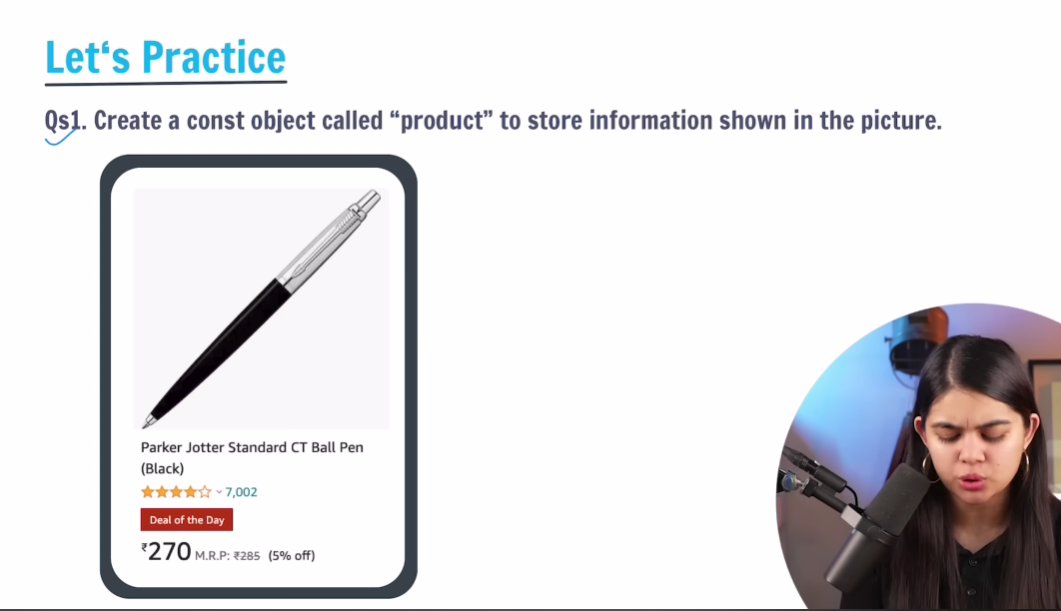 Let‘s Practice
Qs1. Create a const object called “product” to store information shown in the picture.
Parker Jotter Standard CT Ball Pen
(Black)
7,002
Deal of the Day
₹270 M.R.P: ₹285 (5% off)